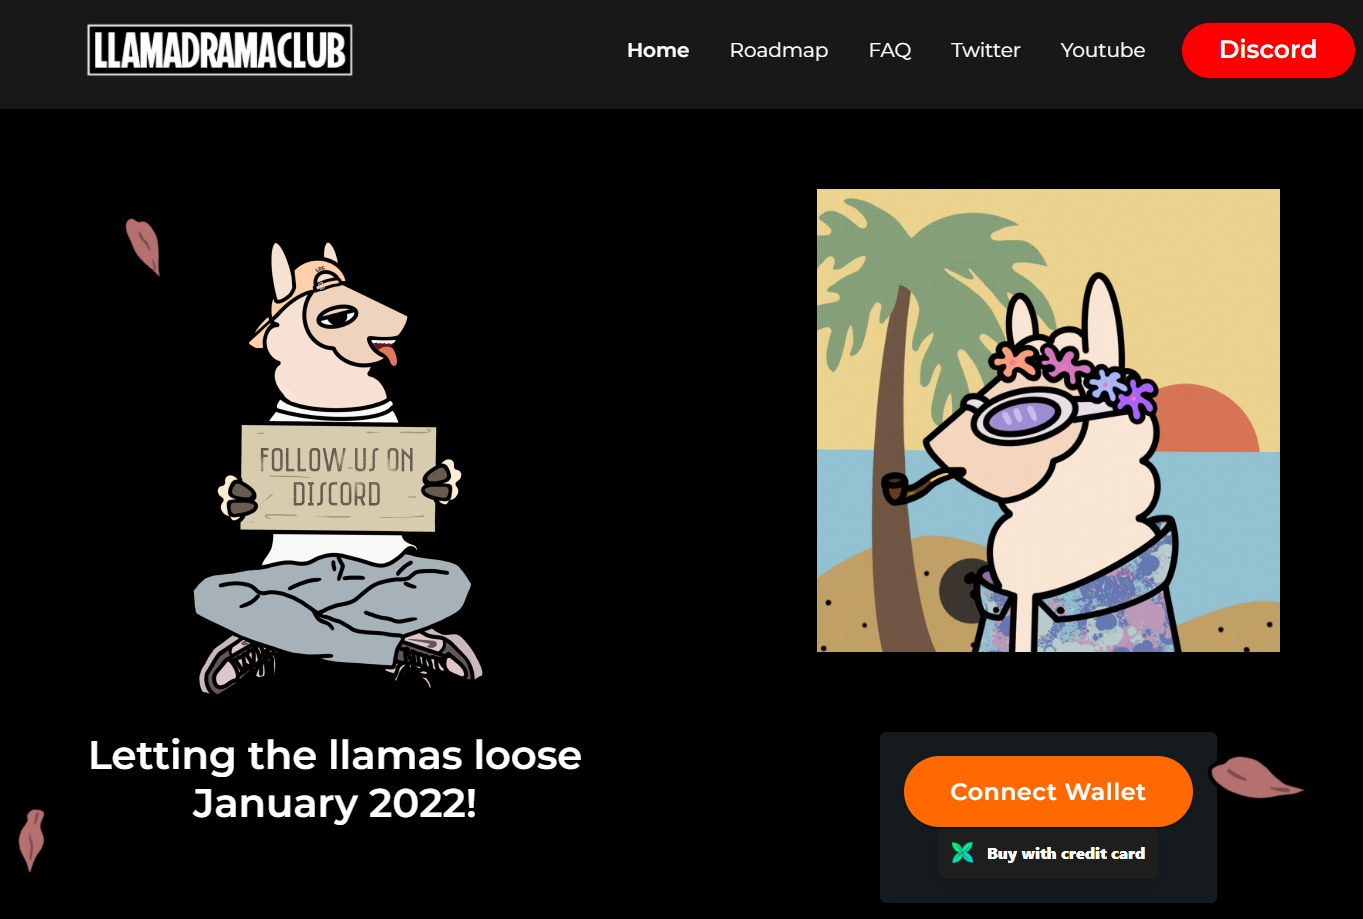 LLAMADRAMACLUB
Home Roadmap FAQ Twitter Youtube Discord
FOLLOW US ON
DISCORD
Letting the llamas loose
January 2022!
Connect Wallet
Buy with credit card